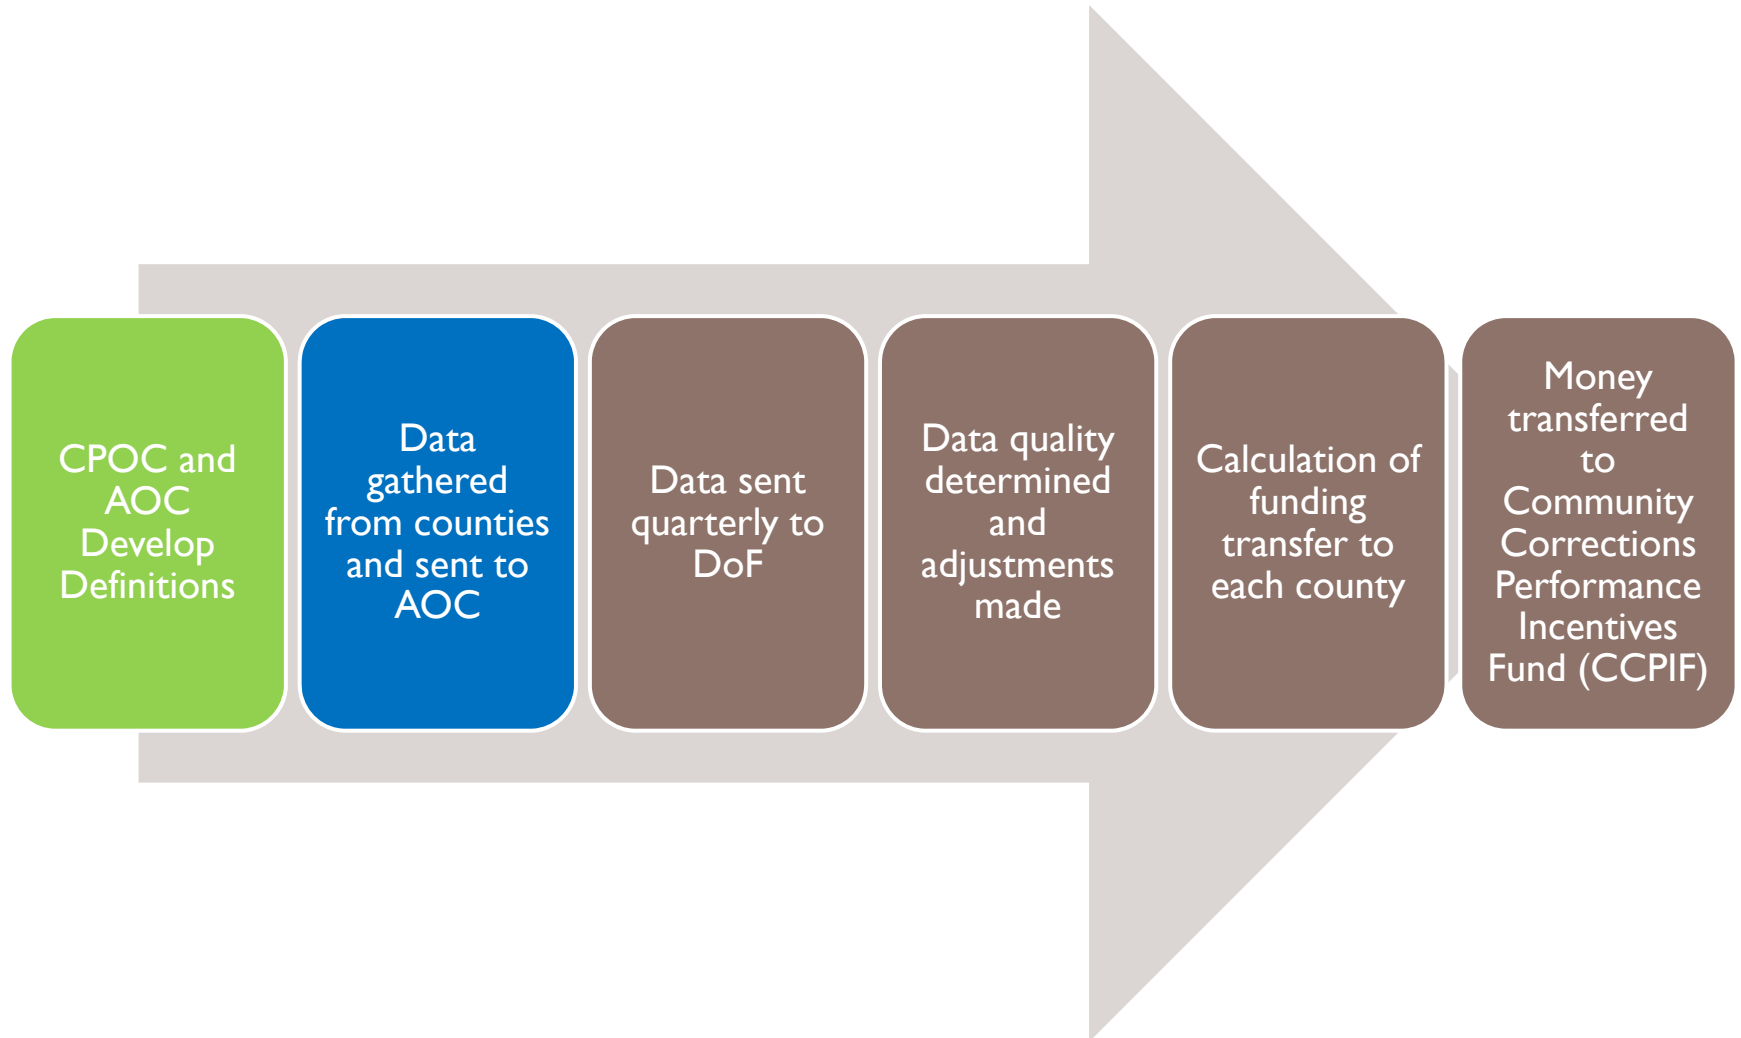 CPOC and
AOC
Develop
Definitions
Data
gathered
from counties
and sent to
AOC
Data sent
quarterly to
DoF
Data quality
determined
and
adjustments
made
Calculation of
funding
transfer to
each county
Money
transferred
to
Community
Corrections
Performance
Incentives
Fund (CCPIF)